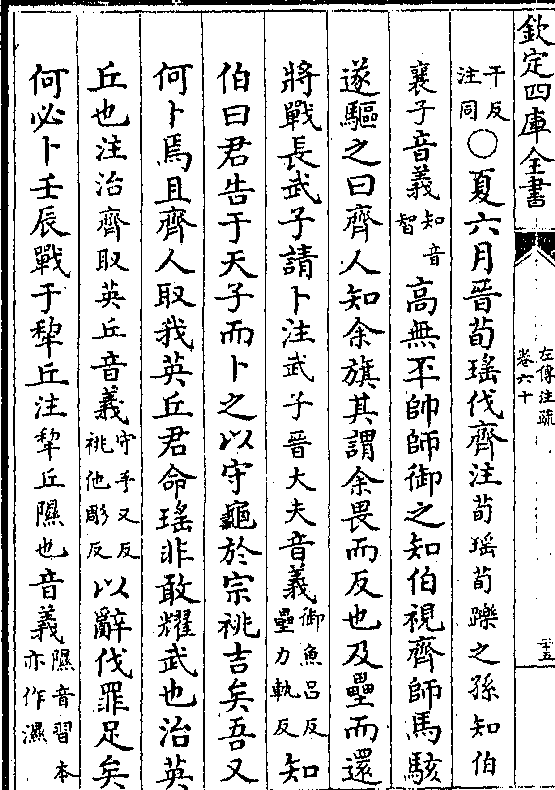 欽定四庫全書
左傳注疏
卷六十
二十五
干反
注同
○夏六月晉荀瑤伐齊注荀瑤荀躒之孫知伯
襄子音義知音
智
高無㔻帥師御之知伯視齊師馬駭
遂驅之曰齊人知余旗其謂余畏而反也及壘而還
將戰長武子請卜注武子晉大夫音義御魚呂反
壘力軌反
知
伯曰君告于天子而卜之以守龜於宗祧吉矣吾又
何卜焉且齊人取我英丘君命瑤非敢耀武也治英
丘也注治齊取英丘音義守手又反
祧他彫反
以辭伐罪足矣
何必卜壬辰戰于犂丘注犂丘隰也音義隰音習本
亦作濕